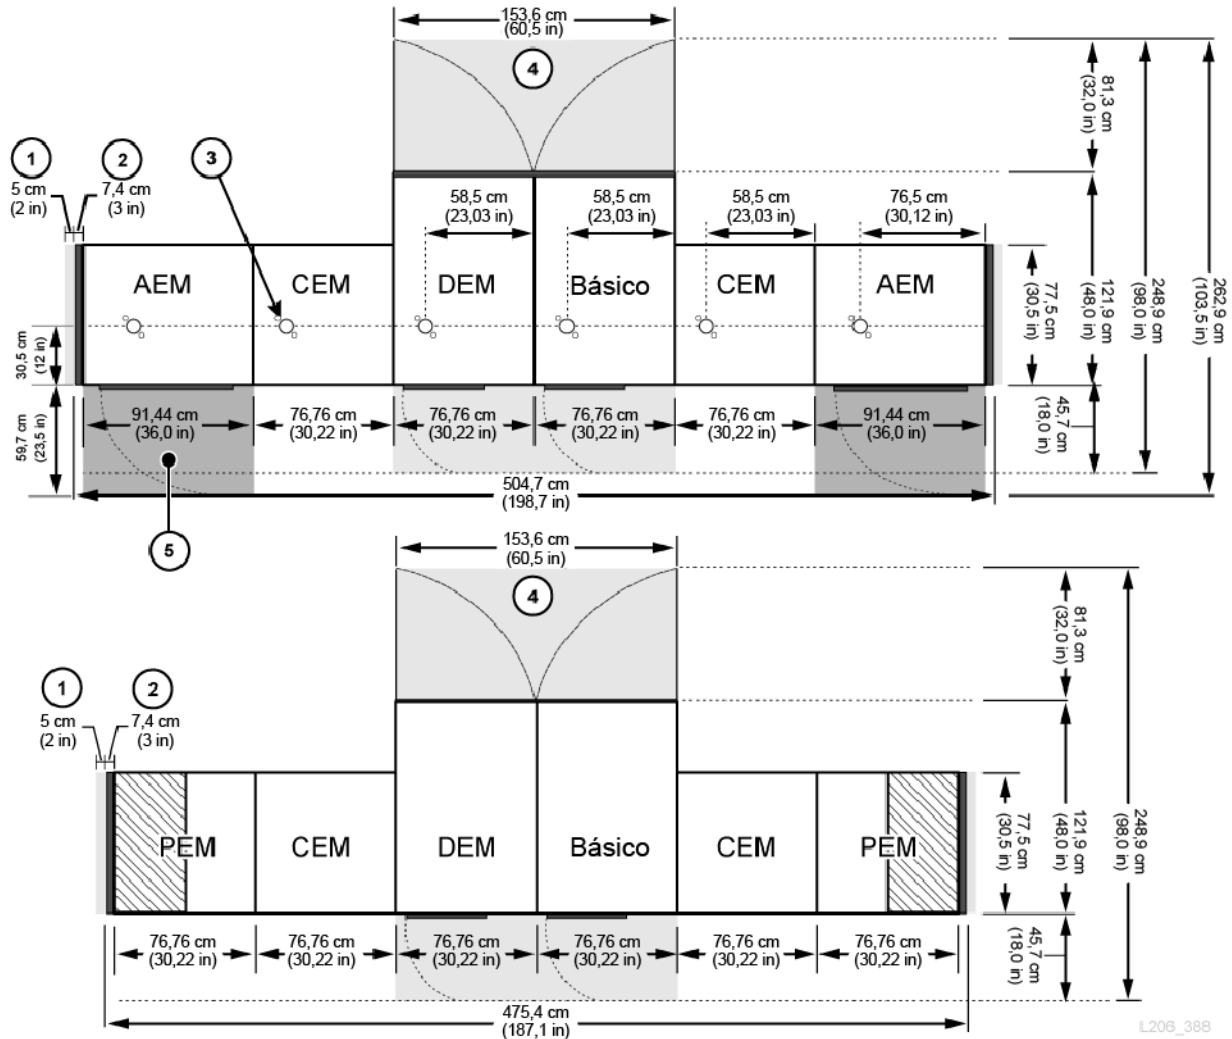 153,6 cm
(60,5 in)
4
81,3 cm
(32,0 in)
1
2
3
5 cm
(2 in)
7,4 cm
(3 in)
58,5 cm
(23,03 in)
58,5 cm
(23,03 in)
58,5 cm
(23,03 in)
76,5 cm
(30,12 in)
AEM
CEM
DEM
Básico
CEM
AEM
77,5 cm
(30,5 in)
121,9 cm
(48,0 in)
248,9 cm
(98,0 in)
262,9 cm
(103,5 in)
30,5 cm
(12 in)
59,7 cm
(23,5 in)
91,44 cm
(36,0 in)
76,76 cm
(30,22 in)
76,76 cm
(30,22 in)
76,76 cm
(30,22 in)
76,76 cm
(30,22 in)
91,44 cm
(36,0 in)
45,7 cm
(18,0 in)
504,7 cm
(198,7 in)
5
153,6 cm
(60,5 in)
4
81,3 cm
(32,0 in)
1
2
5 cm
(2 in)
7,4 cm
(3 in)
PEM
CEM
DEM
Básico
CEM
PEM
77,5 cm
(30,5 in)
121,9 cm
(48,0 in)
248,9 cm
(98,0 in)
76,76 cm
(30,22 in)
76,76 cm
(30,22 in)
76,76 cm
(30,22 in)
76,76 cm
(30,22 in)
76,76 cm
(30,22 in)
76,76 cm
(30,22 in)
45,7 cm
(18,0 in)
475,4 cm
(187,1 in)
L206_388